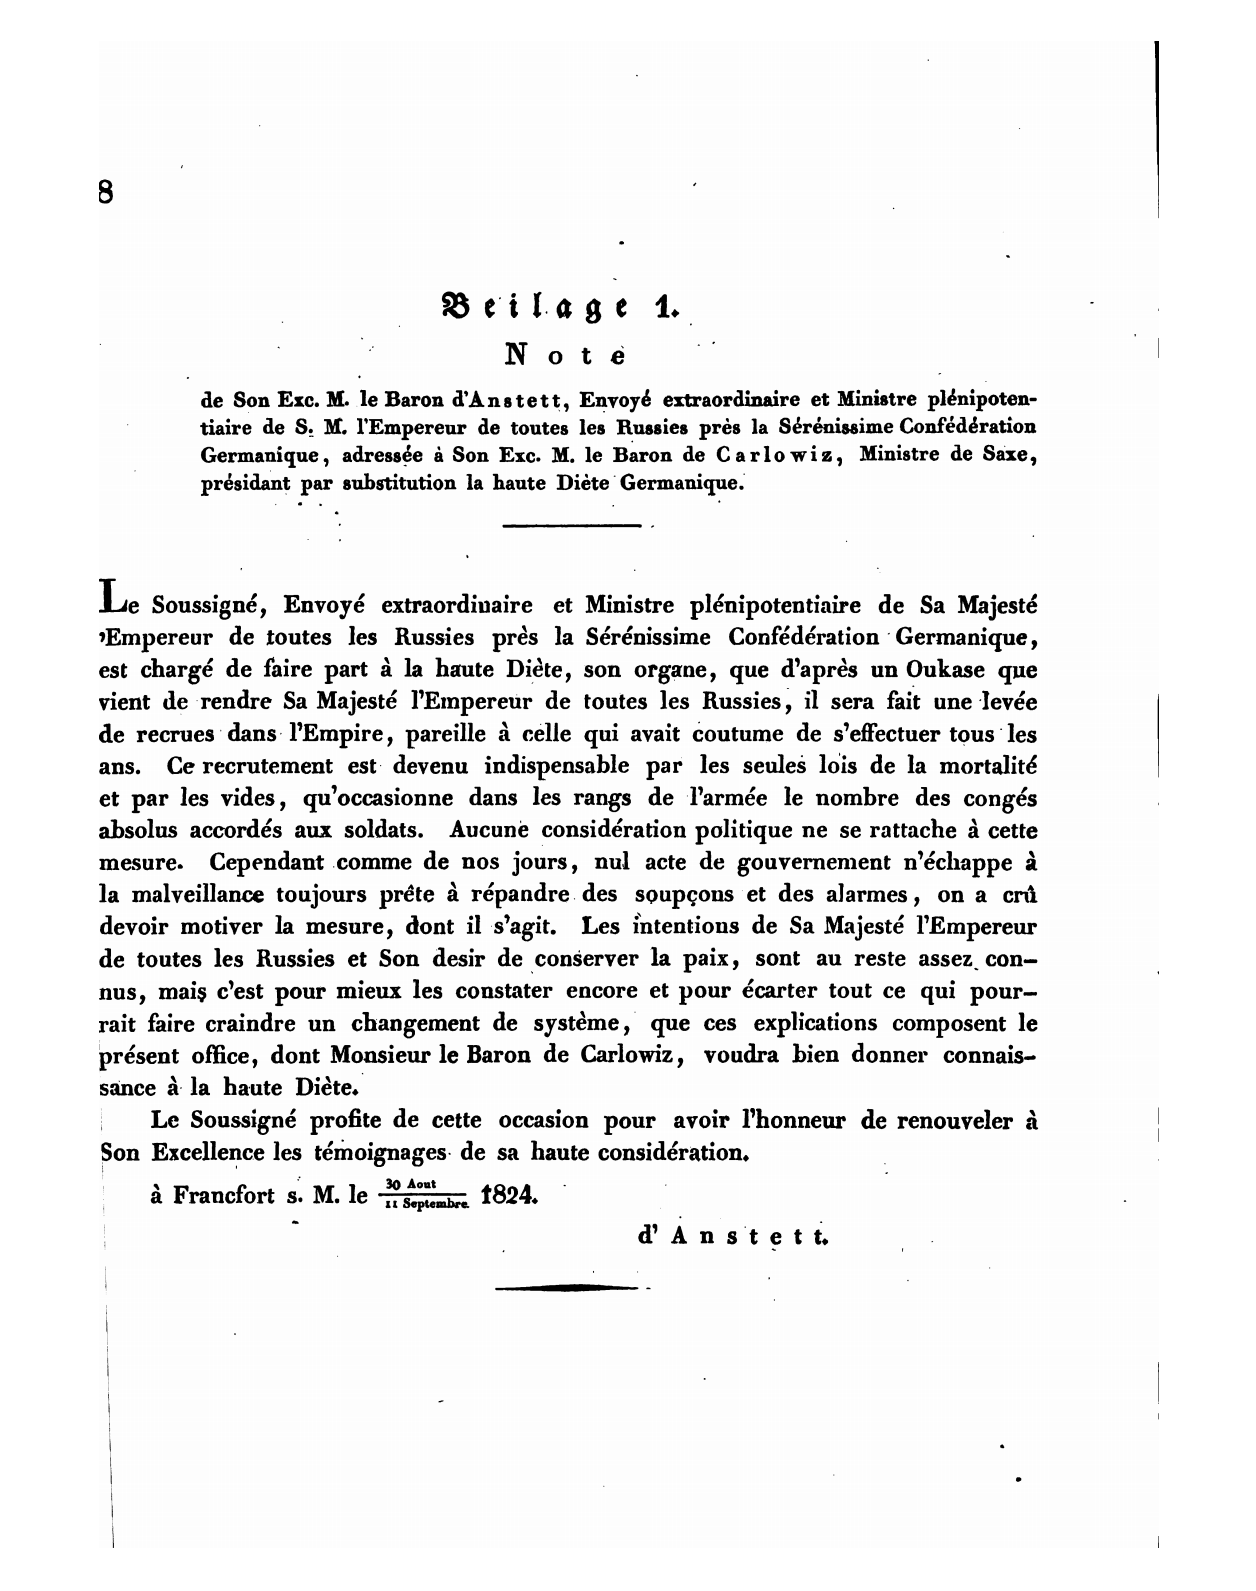 8
Beilage 1.
Note
de Son Exc. M. le Baron d'Anstett, Envoyé extraordinaire et Ministre plénipoten-
tiaire de S. M. l'Empereur de toutes les Russies près la Sérénissime Confédération
Germanique, adressée à Son Exc. M. le Baron de Carlowiz, Ministre de Saxe,
présidant par substitution la haute Diète Germanique.
Le Soussigné, Envoyé extraordinaire et Ministre plénipotentiaire de Sa Majesté
'Empereur de toutes les Russies près la Sérénissime Confédération Germanique,
est chargé de faire part à la haute Diète, son organe, que d'après un Oukase que
vient de rendre Sa Majesté l'Empereur de toutes les Russies, il sera fait une levée
de recrues dans l'Empire, pareille à celle qui avait coutume de s'effectuer tous les
ans. Ce recrutement est devenu indispensable par les seules lois de la mortalité
et par les vides, qu'occasionne dans les rangs de l'armée le nombre des congés
absolus accordés aux soldats. Aucune considération politique ne se rattache à cette
mesure. Cependant comme de nos jours, nul acte de gouvernement n'échappe à
la malveillance toujours prête à répandre des soupçons et des alarmes, on a crû
devoir motiver la mesure, dont il s'agit. Les intentions de Sa Majesté l'Empereur
de toutes les Russies et Son desir de conserver la paix, sont au reste assez con-
nus, mais c'est pour mieux les constater encore et pour écarter tout ce qui pour-
rait faire craindre un changement de système, que ces explications composent le
présent office, dont Monsieur le Baron de Carlowiz, voudra bien donner connais-
sance à la haute Diète.
Le Soussigné profite de cette occasion pour avoir l'honneur de renouveler à
Son Excellence les témoignages de sa haute considération.
à Francfort s. M. le 30 Aout / 11 Septembre 1824.
d'Anstett.